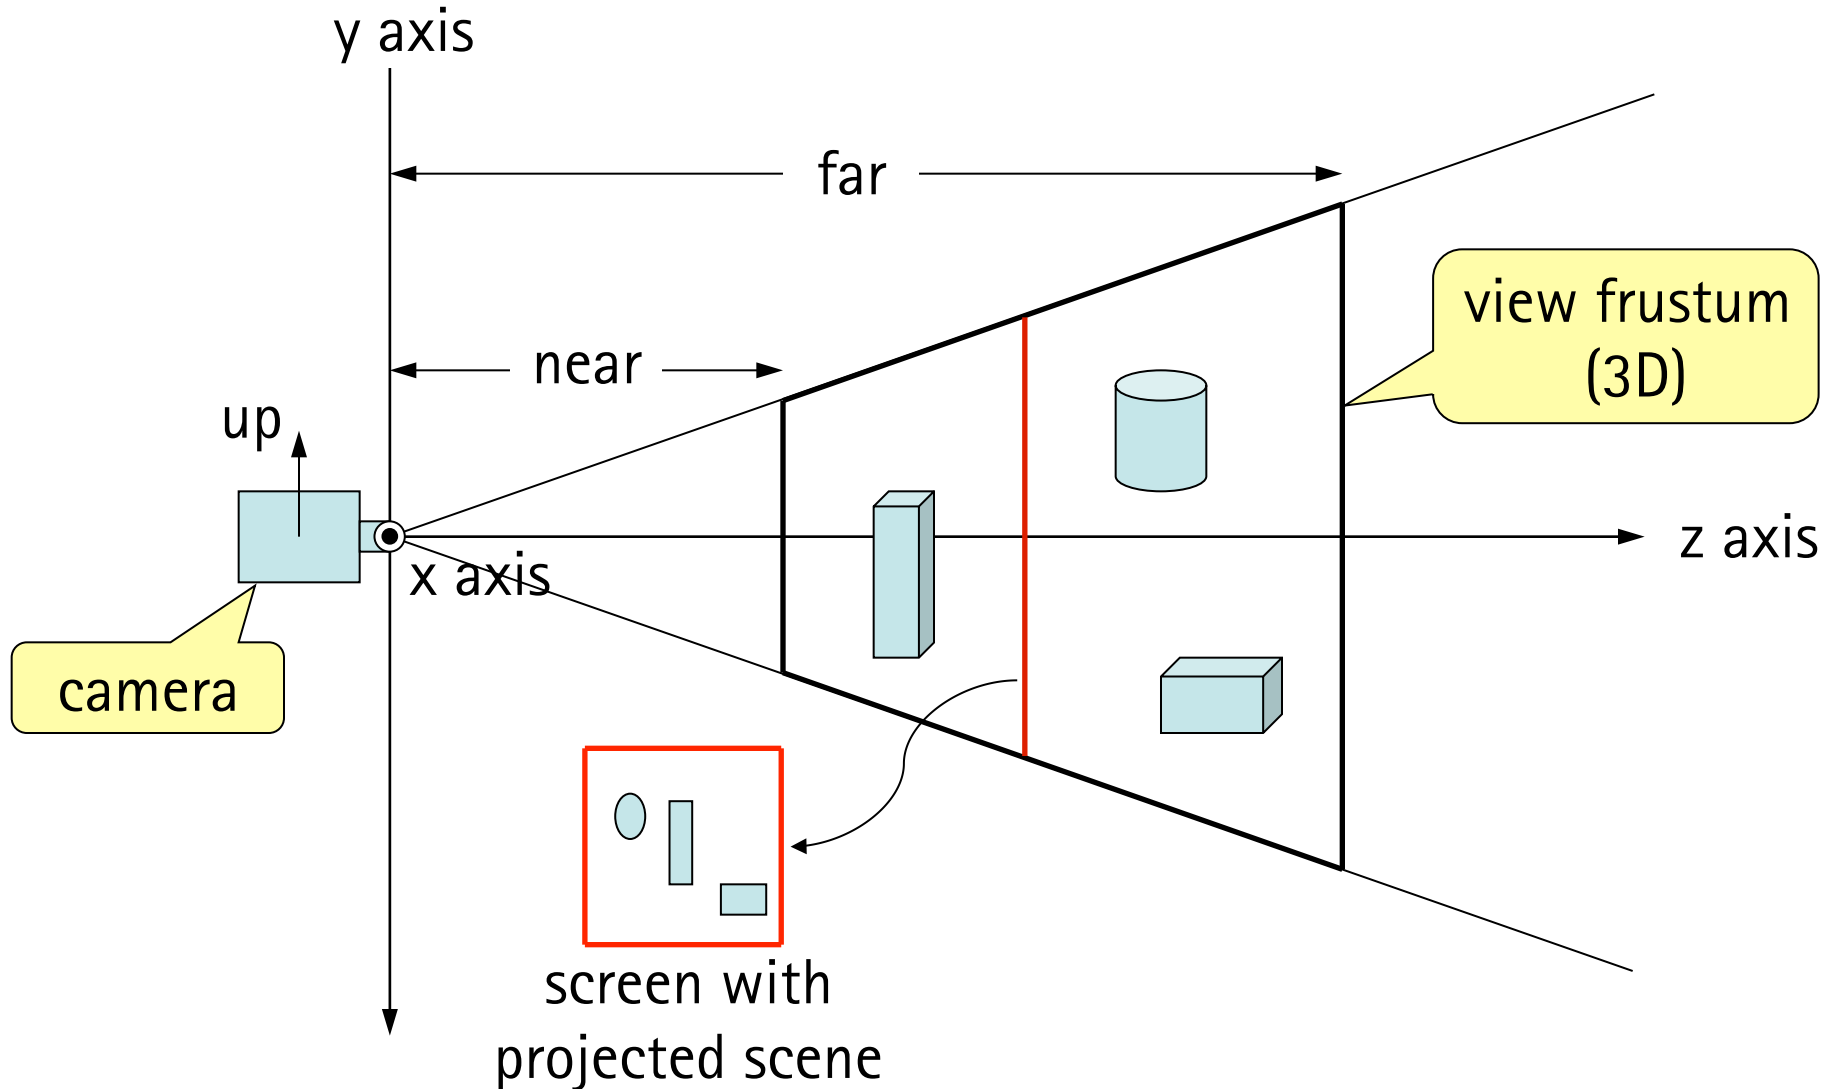 y axis
far
near
view frustum
(3D)
up
z axis
x axis
camera
screen with
projected scene